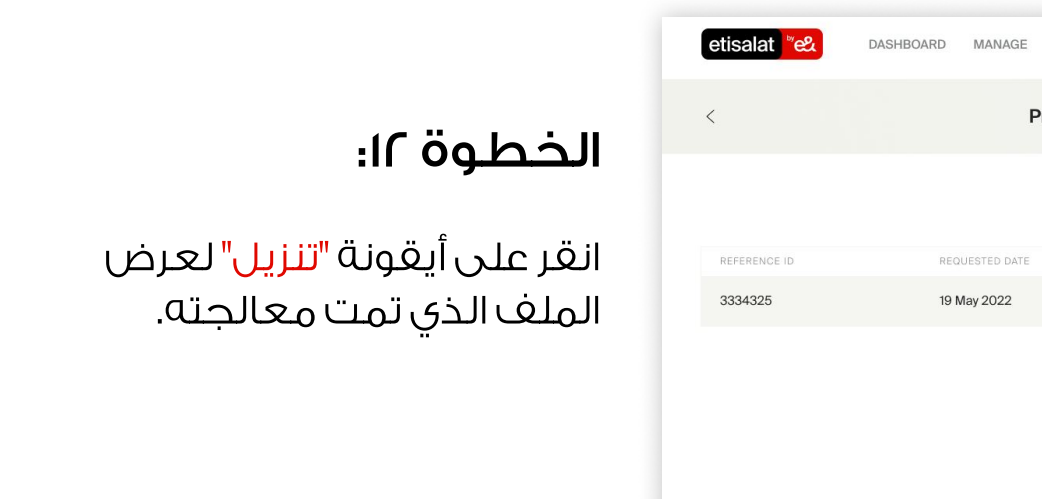 الخطوة ١٢:
انقر على أيقونة "تنزيل" لعرض
الملف الذي تمت معالجته.
etisalat by e&
DASHBOARD MANAGE
REFERENCE ID REQUESTED DATE
3334325 19 May 2022